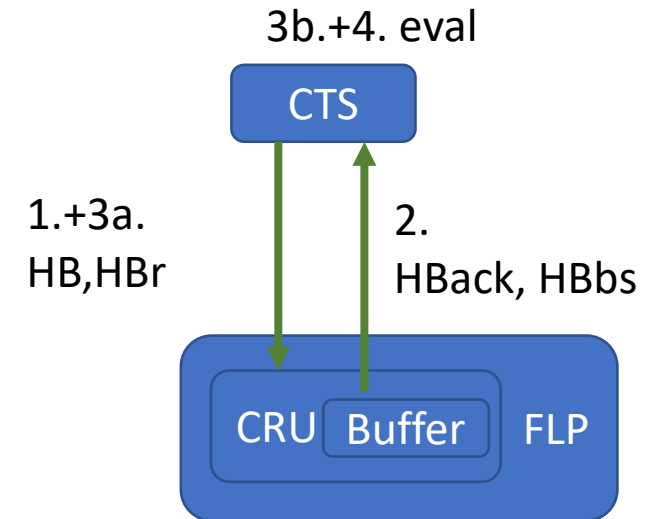 3b.+4. eval
CTS
1.+3a.
HB,HBr
2.
HBack, HBbs
CRU Buffer FLP